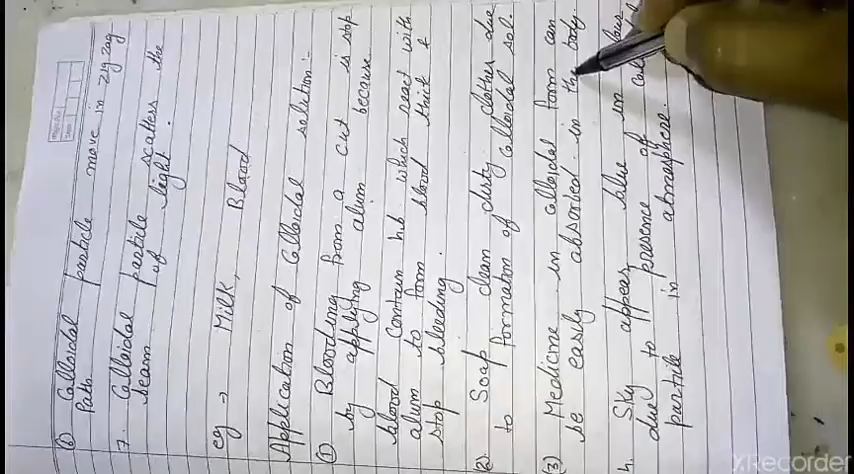 (6) Colloidal particle move in zig zag
Path.
7. Colloidal particle scatters the
beam of light.
eg → Milk, Blood
Application of Colloidal solution:-
(1) Blooding from a cut is stop
by applying alum because
blood Contain hb which react with
alum to form blood thick &
stop bleeding.
(2) Soap clean dirty clothes due
to formation of Colloidal sol.
(3) Medicine in colloidal form can
be easily absorbed in the body.
4. Sky appear blue in
due to presence of
particle in atmosphere.
XRecorder